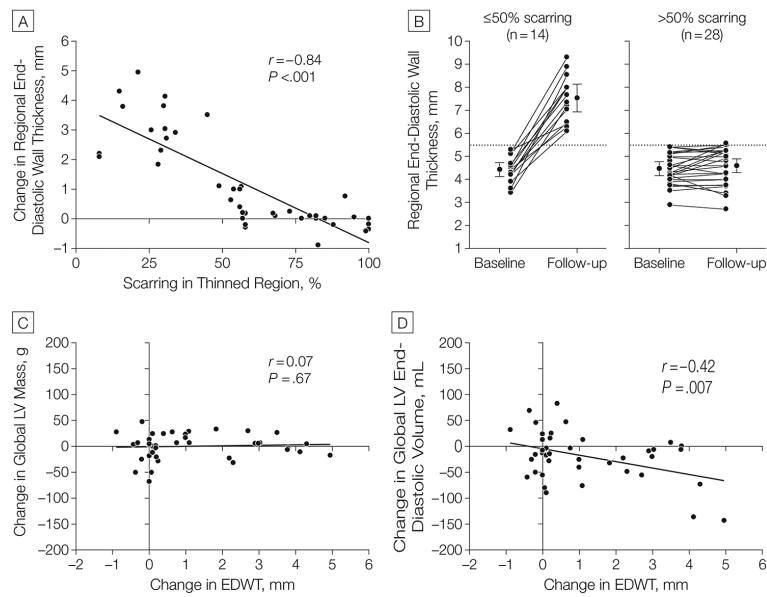 A
Change in Regional End-
Diastolic Wall Thickness, mm
6
5
4
3
2
1
0
−1
r=−0.84
P<.001
0
25
50
75
100
Scarring in Thinned Region, %
B
≤50% scarring
(n=14)
>50% scarring
(n=28)
Regional End-Diastolic Wall
Thickness, mm
10
9
8
7
6
5
4
3
2
1
Baseline
Follow-up
Baseline
Follow-up
C
Change in Global LV Mass, g
200
150
100
50
0
−50
−100
−150
−200
r=0.07
P=.67
−2
−1
0
1
2
3
4
5
6
Change in EDWT, mm
D
Change in Global LV End-
Diastolic Volume, mL
200
150
100
50
0
−50
−100
−150
−200
r=−0.42
P=.007
−2
−1
0
1
2
3
4
5
6
Change in EDWT, mm